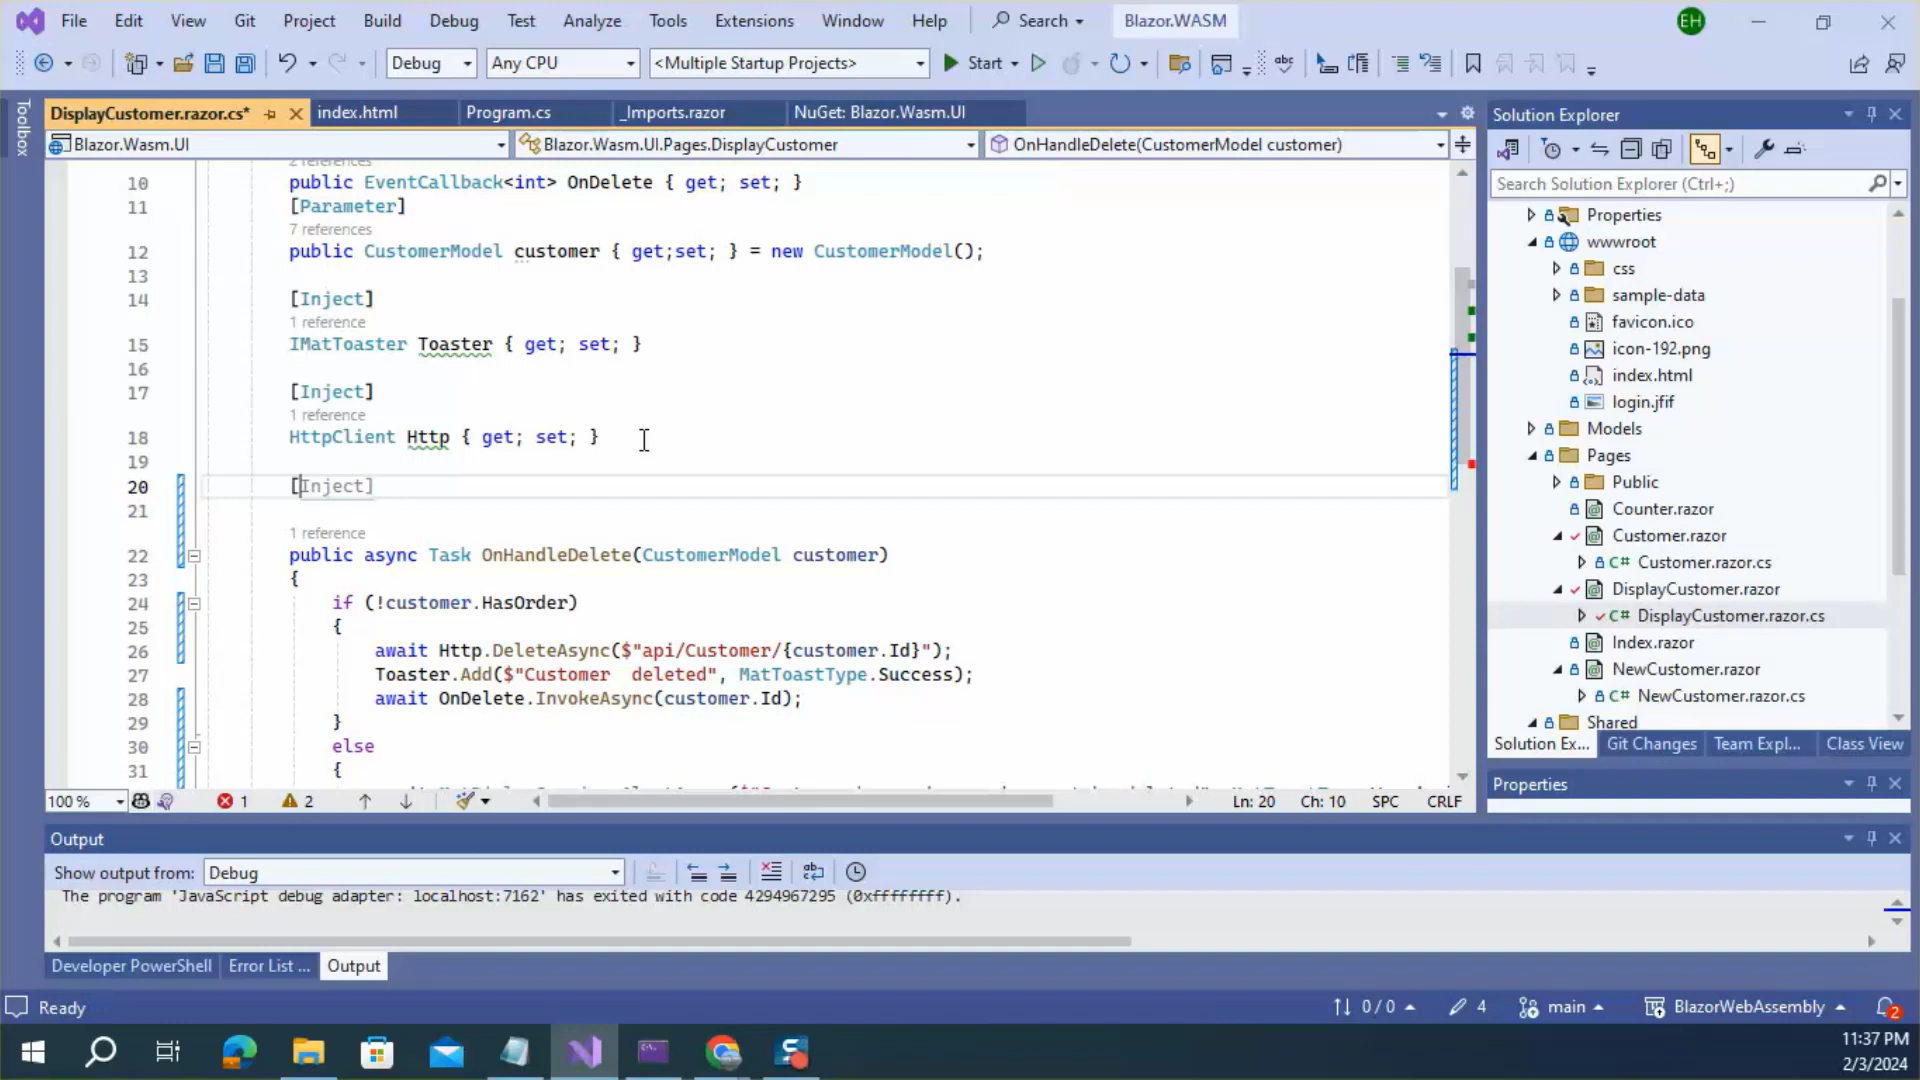 File Edit View Git Project Build Debug Test Analyze Tools Extensions Window Help Search Blazor.WASM EH
Debug Any CPU <Multiple Startup Projects> Start
Toolbox
DisplayCustomer.razor.cs* index.html Program.cs _Imports.razor NuGet: Blazor.Wasm.UI
Blazor.Wasm.UI Blazor.Wasm.UI.Pages.DisplayCustomer OnHandleDelete(CustomerModel customer)
2 references
10 public EventCallback<int> OnDelete { get; set; }
11 [Parameter]
7 references
12 public CustomerModel customer { get;set; } = new CustomerModel();
13
14 [Inject]
1 reference
15 IMatToaster Toaster { get; set; }
16
17 [Inject]
1 reference
18 HttpClient Http { get; set; }
19
20 [Inject]
21
1 reference
22 public async Task OnHandleDelete(CustomerModel customer)
23 {
24 if (!customer.HasOrder)
25 {
26 await Http.DeleteAsync($"api/Customer/{customer.Id}");
27 Toaster.Add($"Customer  deleted", MatToastType.Success);
28 await OnDelete.InvokeAsync(customer.Id);
29 }
30 else
31 {
100 % 1 2 Ln: 20 Ch: 10 SPC CRLF
Solution Explorer
Search Solution Explorer (Ctrl+;)
Properties
wwwroot
css
sample-data
favicon.ico
icon-192.png
index.html
login.jfif
Models
Pages
Public
Counter.razor
Customer.razor
C# Customer.razor.cs
DisplayCustomer.razor
C# DisplayCustomer.razor.cs
Index.razor
NewCustomer.razor
C# NewCustomer.razor.cs
Shared
Solution Ex... Git Changes Team Expl... Class View
Properties
Output
Show output from: Debug
The program 'JavaScript debug adapter: localhost:7162' has exited with code 4294967295 (0xffffffff).
Developer PowerShell Error List ... Output
Ready 0 / 0 4 main BlazorWebAssembly 2
11:37 PM
2/3/2024